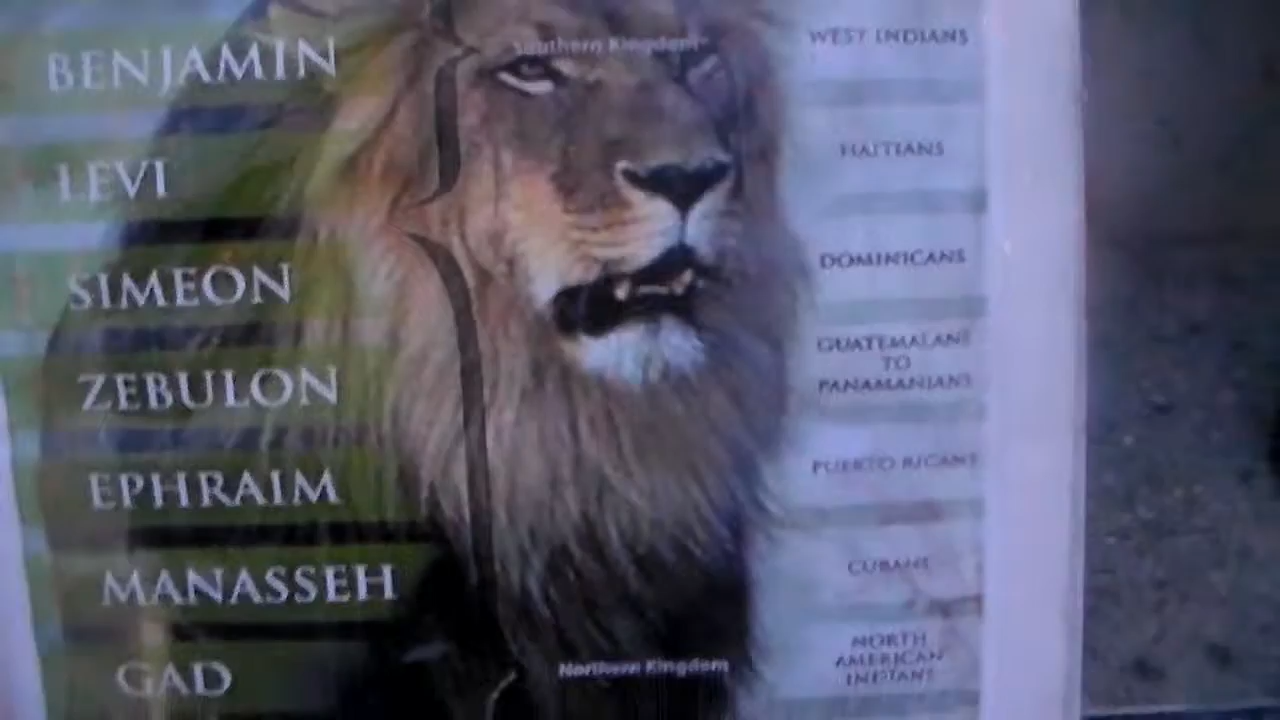 Southern Kingdom
BENJAMIN
WEST INDIANS
LEVI
HAITIANS
SIMEON
DOMINICANS
ZEBULON
GUATEMALANS
TO
PANAMANIANS
EPHRAIM
PUERTO RICANS
MANASSEH
CUBANS
GAD
Northern Kingdom
NORTH
AMERICAN
INDIANS